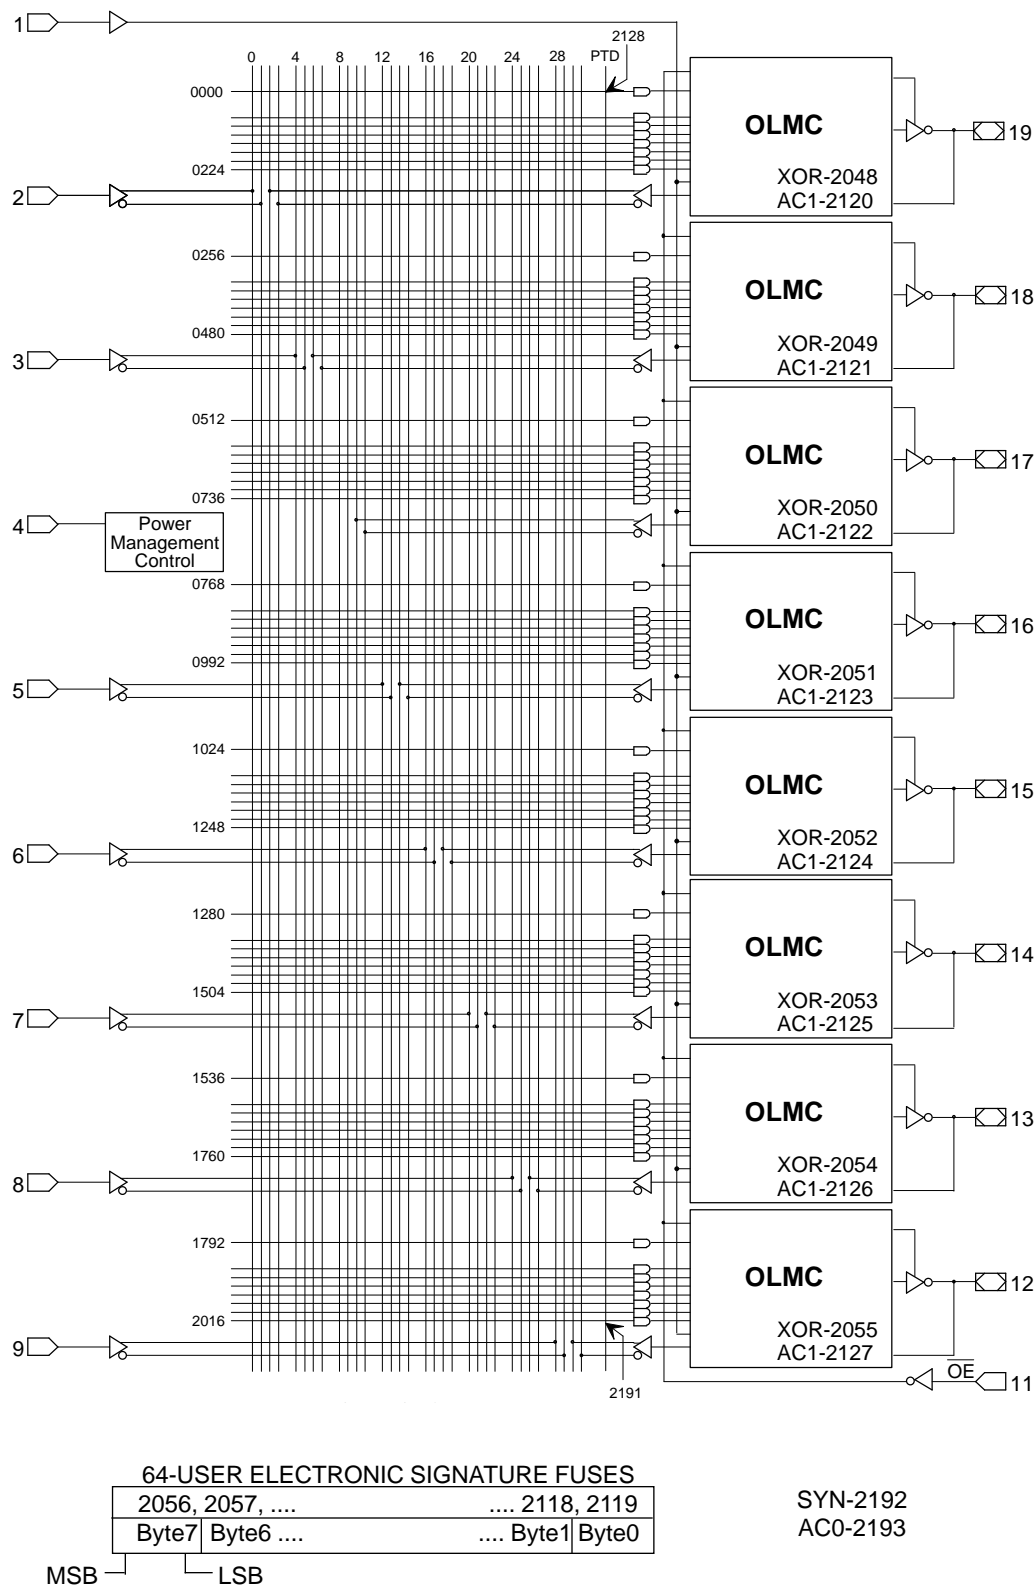 1
2128
0 4 8 12 16 20 24 28 PTD
0000
OLMC
19
0224
XOR-2048
2
AC1-2120
0256
OLMC
18
0480
XOR-2049
3
AC1-2121
0512
OLMC
17
0736
XOR-2050
4
Power
Management
Control
AC1-2122
0768
OLMC
16
0992
XOR-2051
5
AC1-2123
1024
OLMC
15
1248
XOR-2052
6
AC1-2124
1280
OLMC
14
1504
XOR-2053
7
AC1-2125
1536
OLMC
13
1760
XOR-2054
8
AC1-2126
1792
OLMC
12
2016
XOR-2055
9
AC1-2127
OE
11
2191
64-USER ELECTRONIC SIGNATURE FUSES
2056, 2057, .... .... 2118, 2119
Byte7 Byte6 .... .... Byte1 Byte0
MSB LSB
SYN-2192
AC0-2193